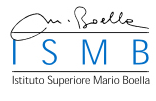 M. Boella
ISMB
Istituto Superiore Mario Boella